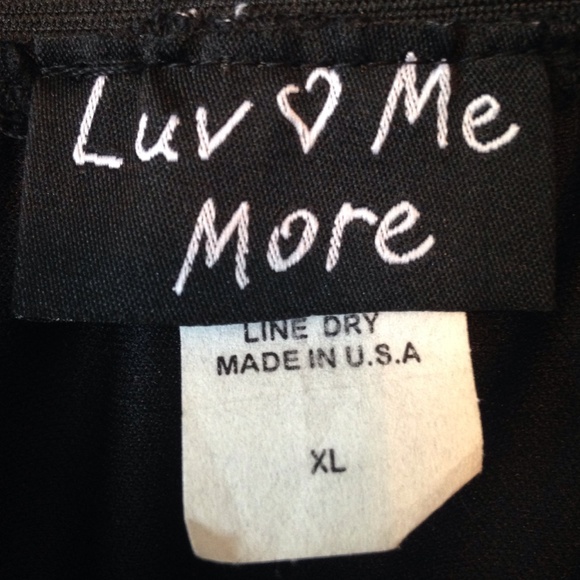 Luv ♡ Me
More
LINE DRY
MADE IN U.S.A
XL